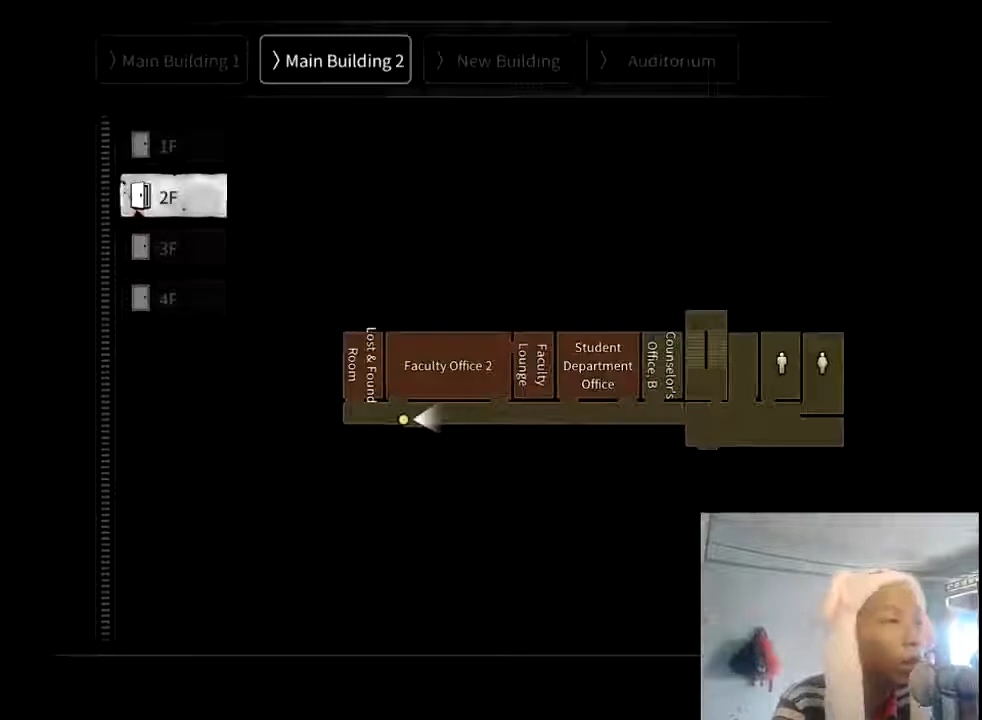 Main Building 1
Main Building 2
New Building
Auditorium
1F
2F
3F
4F
Lost & Found
Room
Faculty Office 2
Faculty
Lounge
Student
Department
Office
Counselor's
Office, B